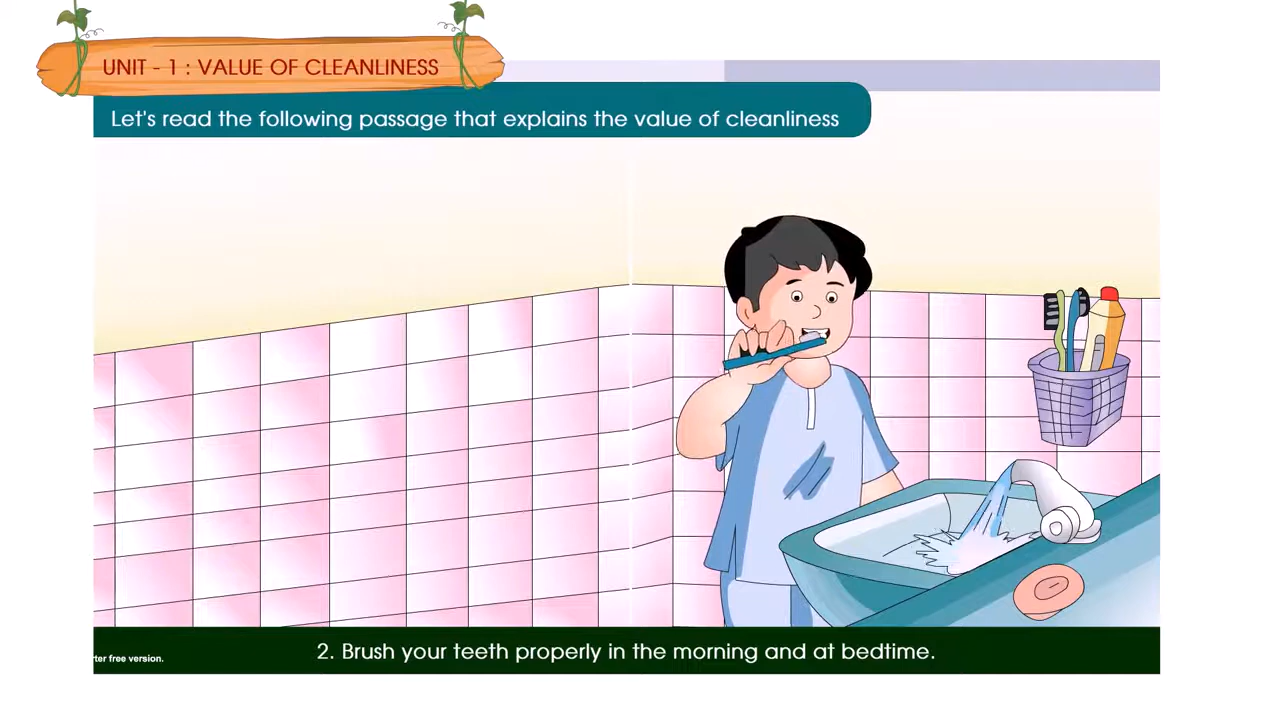 UNIT - 1 : VALUE OF CLEANLINESS
Let's read the following passage that explains the value of cleanliness
2. Brush your teeth properly in the morning and at bedtime.
free version.